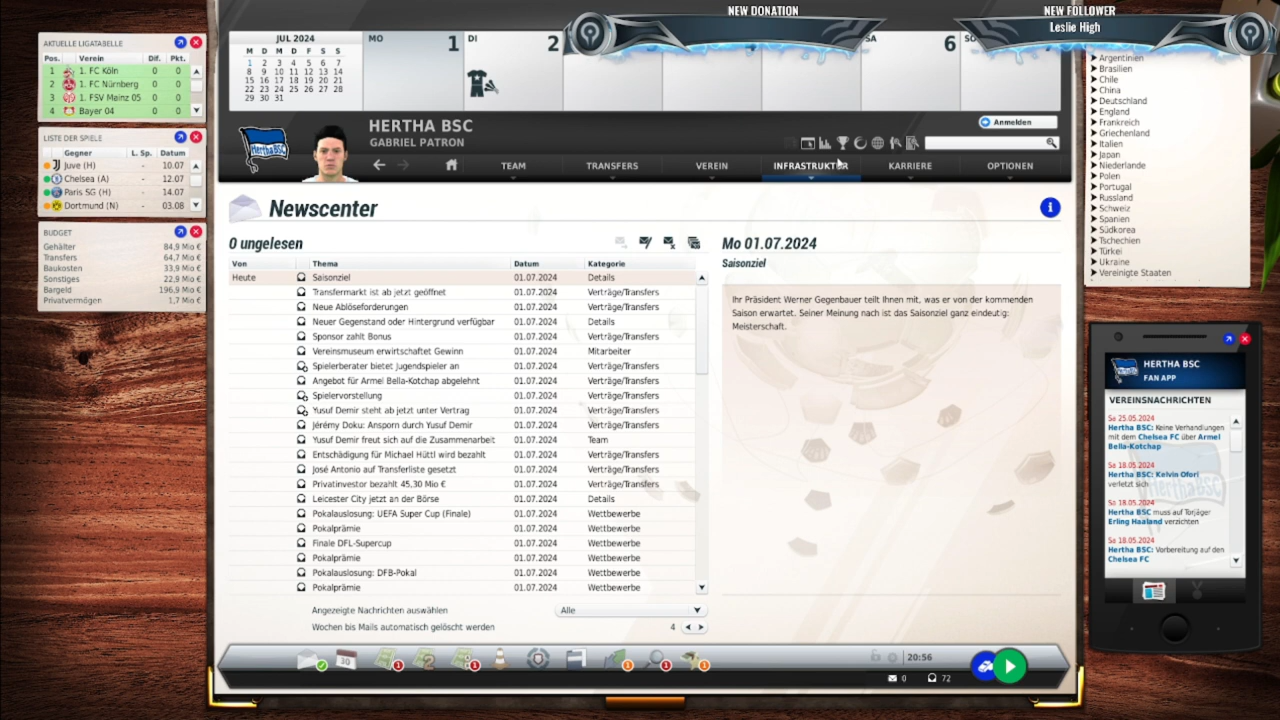 NEW DONATION
NEW FOLLOWER
Leslie High
AKTUELLE LIGATABELLE
Pos. Verein Dif. Pkt.
1 1. FC Köln 0 0
2 1. FC Nürnberg 0 0
3 1. FSV Mainz 05 0 0
4 Bayer 04 0 0
LISTE DER SPIELE
Gegner L. Sp. Datum
Juve (H) - 10.07
Chelsea (A) - 12.07
Paris SG (H) - 14.07
Dortmund (N) - 03.08
BUDGET
Gehälter 84,9 Mio €
Transfers 64,7 Mio €
Baukosten 33,9 Mio €
Sonstiges 22,9 Mio €
Bargeld 196,9 Mio €
Privatvermögen 1,7 Mio €
JUL 2024
M D M D F S S
1 2 3 4 5 6 7
8 9 10 11 12 13 14
15 16 17 18 19 20 21
22 23 24 25 26 27 28
29 30 31
MO 1
DI 2
SA 6
SO
HERTHA BSC
GABRIEL PATRON
Anmelden
TEAM
TRANSFERS
VEREIN
INFRASTRUKTUR
KARRIERE
OPTIONEN
Newscenter
0 ungelesen
Von Thema Datum Kategorie
Heute Saisonziel 01.07.2024 Details
Transfermarkt ist ab jetzt geöffnet 01.07.2024 Verträge/Transfers
Neue Ablöseforderungen 01.07.2024 Verträge/Transfers
Neuer Gegenstand oder Hintergrund verfügbar 01.07.2024 Details
Sponsor zahlt Bonus 01.07.2024 Verträge/Transfers
Vereinsmuseum erwirtschaftet Gewinn 01.07.2024 Mitarbeiter
Spielerberater bietet Jugendspieler an 01.07.2024 Verträge/Transfers
Angebot für Armel Bella-Kotchap abgelehnt 01.07.2024 Verträge/Transfers
Spielervorstellung 01.07.2024 Verträge/Transfers
Yusuf Demir steht ab jetzt unter Vertrag 01.07.2024 Verträge/Transfers
Jérémy Doku: Ansporn durch Yusuf Demir 01.07.2024 Verträge/Transfers
Yusuf Demir freut sich auf die Zusammenarbeit 01.07.2024 Team
Entschädigung für Michael Hüttl wird bezahlt 01.07.2024 Verträge/Transfers
José Antonio auf Transferliste gesetzt 01.07.2024 Verträge/Transfers
Privatinvestor bezahlt 45,30 Mio € 01.07.2024 Verträge/Transfers
Leicester City jetzt an der Börse 01.07.2024 Details
Pokalauslosung: UEFA Super Cup (Finale) 01.07.2024 Wettbewerbe
Pokalprämie 01.07.2024 Wettbewerbe
Finale DFL-Supercup 01.07.2024 Wettbewerbe
Pokalprämie 01.07.2024 Wettbewerbe
Pokalauslosung: DFB-Pokal 01.07.2024 Wettbewerbe
Pokalprämie 01.07.2024 Wettbewerbe
Angezeigte Nachrichten auswählen Alle
Wochen bis Mails automatisch gelöscht werden 4
Mo 01.07.2024
Saisonziel
Ihr Präsident Werner Gegenbauer teilt Ihnen mit, was er von der kommenden
Saison erwartet. Seiner Meinung nach ist das Saisonziel ganz eindeutig:
Meisterschaft.
Argentinien
Brasilien
Chile
China
Deutschland
England
Frankreich
Griechenland
Italien
Japan
Niederlande
Polen
Portugal
Russland
Schweiz
Spanien
Südkorea
Tschechien
Türkei
Ukraine
Vereinigte Staaten
HERTHA BSC
FAN APP
VEREINSNACHRICHTEN
Sa 25.05.2024
Hertha BSC: Keine Verhandlungen
mit dem Chelsea FC über Armel
Bella-Kotchap
Sa 18.05.2024
Hertha BSC: Kelvin Ofori
verletzt sich
Sa 18.05.2024
Hertha BSC muss auf Torjäger
Erling Haaland verzichten
Sa 18.05.2024
Hertha BSC: Vorbereitung auf den
Chelsea FC
30
1
2
1
1
1
1
20:56
0
72